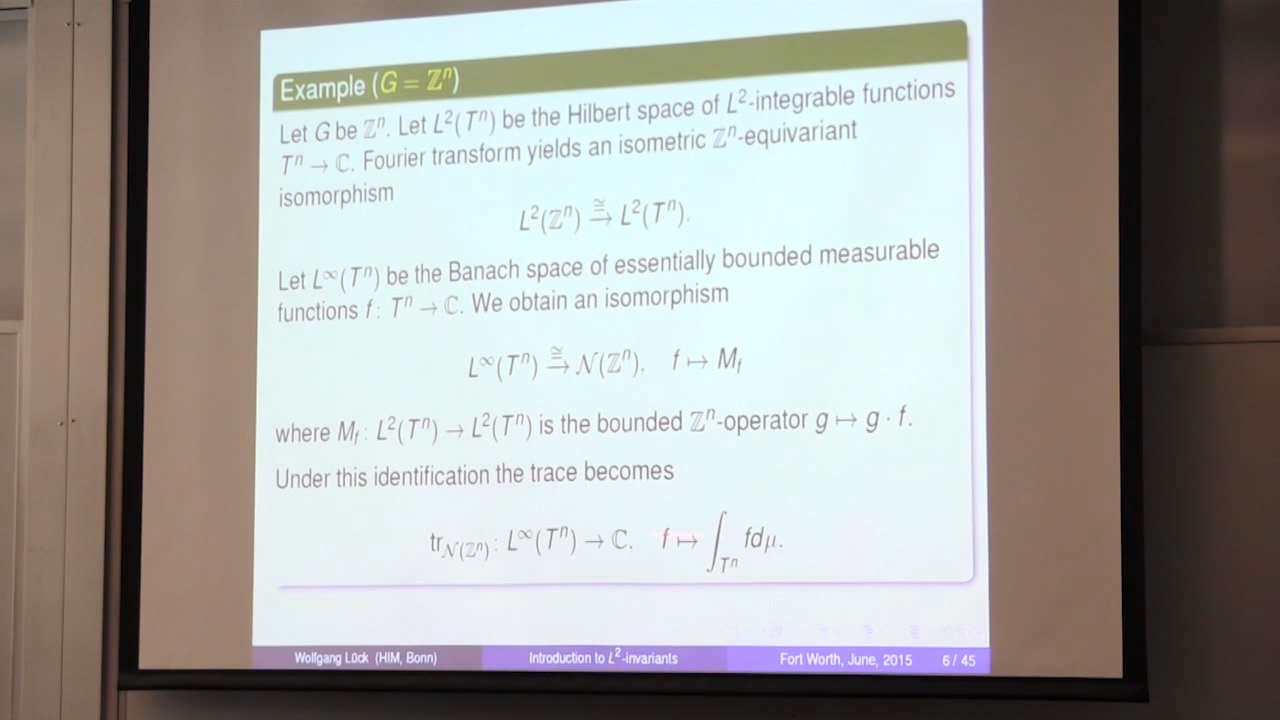 Example (G = ℤⁿ)
Let G be ℤⁿ. Let L²(Tⁿ) be the Hilbert space of L²-integrable functions
Tⁿ → ℂ. Fourier transform yields an isometric ℤⁿ-equivariant
isomorphism
L²(ℤⁿ) ≅→ L²(Tⁿ).
Let L∞(Tⁿ) be the Banach space of essentially bounded measurable
functions f: Tⁿ → ℂ. We obtain an isomorphism
L∞(Tⁿ) ≅→ 𝒩(ℤⁿ), f ↦ M_f
where M_f: L²(Tⁿ) → L²(Tⁿ) is the bounded ℤⁿ-operator g ↦ g · f.
Under this identification the trace becomes
tr_𝒩(ℤⁿ): L∞(Tⁿ) → ℂ, f ↦ ∫_Tⁿ fdμ.
Wolfgang Lück (HIM, Bonn) Introduction to L²-invariants Fort Worth, June, 2015 6 / 45